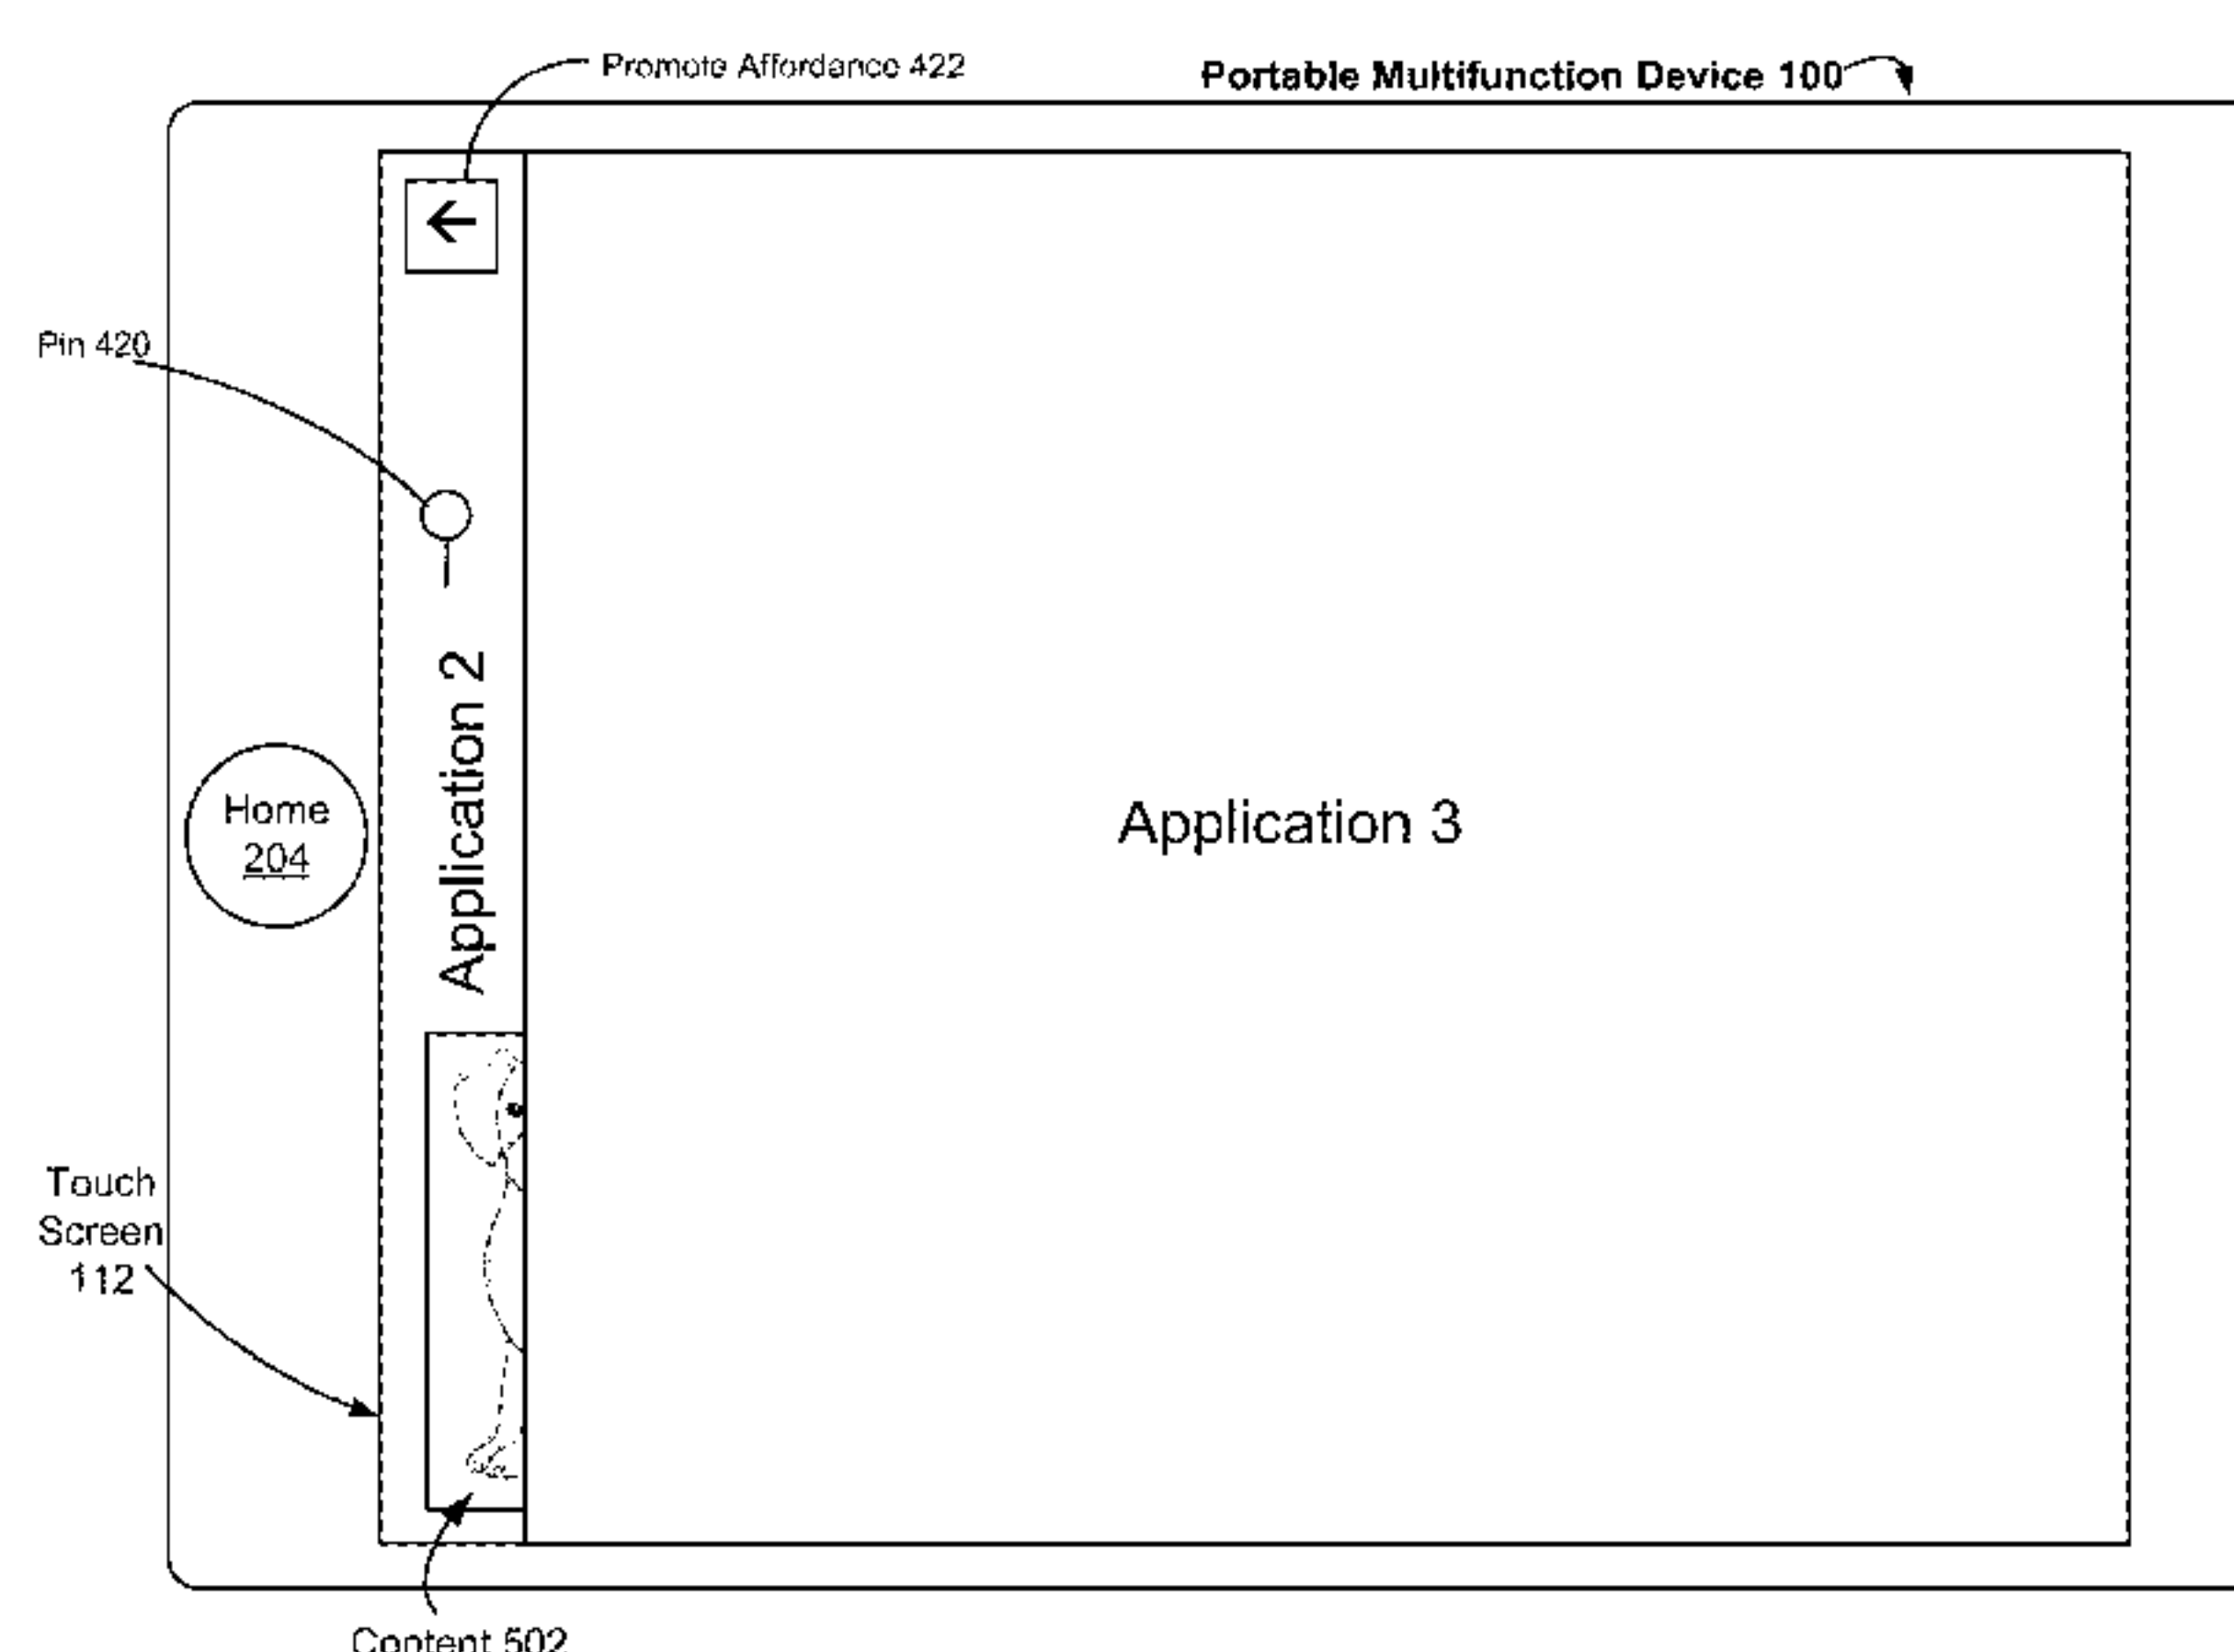 Promote Affordance 422
Portable Multifunction Device 100
Pin 420
Application 2
Home
204
Application 3
Touch
Screen
112
Content 502